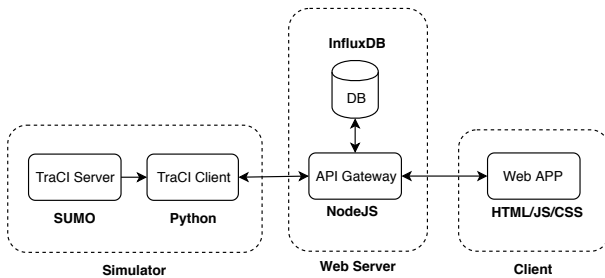 InfluxDB
DB
TraCI Server
TraCI Client
API Gateway
Web APP
SUMO
Python
NodeJS
HTML/JS/CSS
Simulator
Web Server
Client